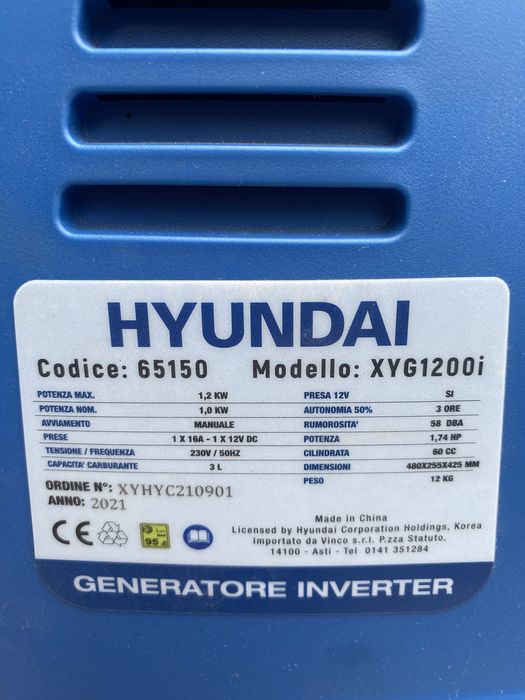 HYUNDAI
Codice: 65150 Modello: XYG1200i
POTENZA MAX. 1,2 KW PRESA 12V SI
POTENZA NOM. 1,0 KW AUTONOMIA 50% 3 ORE
AVVIAMENTO MANUALE RUMOROSITA' 58 DBA
PRESE 1 X 16A - 1 X 12V DC POTENZA 1,74 HP
TENSIONE / FREQUENZA 230V / 50HZ CILINDRATA 60 CC
CAPACITA' CARBURANTE 3 L DIMENSIONI 480X255X425 MM
PESO 12 KG
ORDINE N°: XYHYC210901
ANNO: 2021
CE
95
Made in China
Licensed by Hyundai Corporation Holdings, Korea
Importato da Vinco s.r.l. P.zza Statuto,
14100 - Asti - Tel 0141 351284
GENERATORE INVERTER